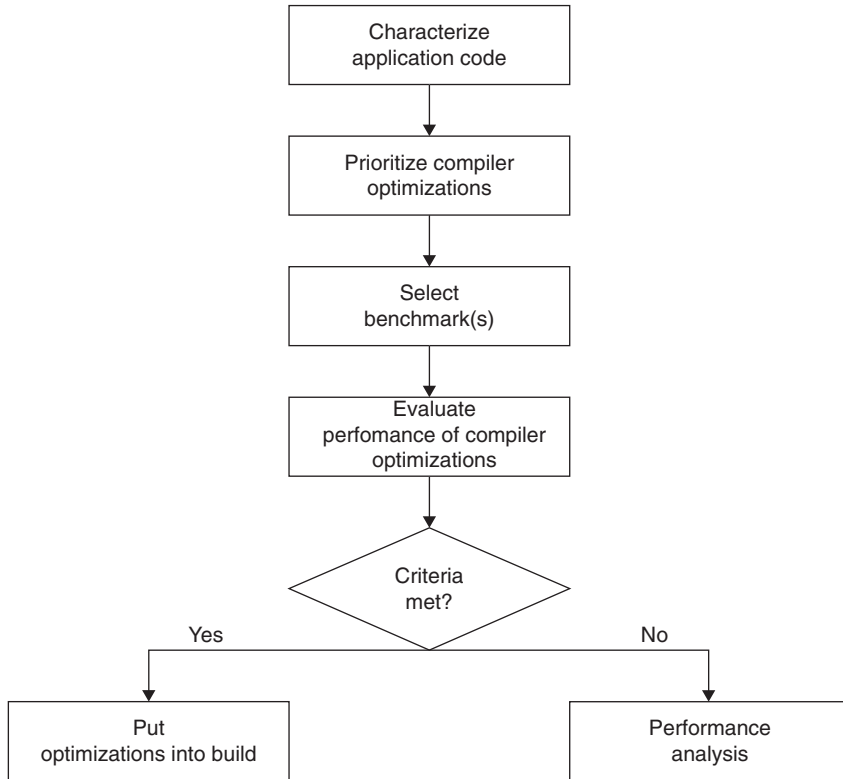 Characterize
application code
Prioritize compiler
optimizations
Select
benchmark(s)
Evaluate
perfomance of compiler
optimizations
Criteria
met?
Yes
No
Put
optimizations into build
Performance
analysis